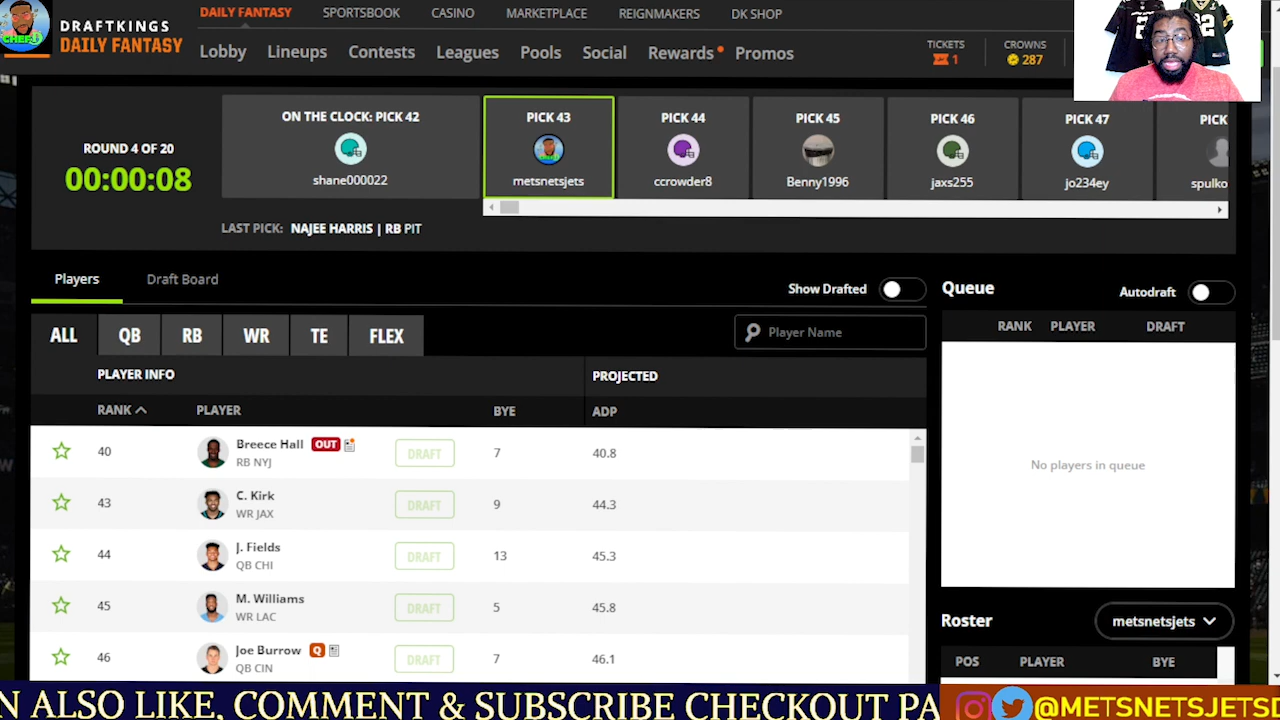 CHEF
DRAFTKINGS
DAILY FANTASY
DAILY FANTASY SPORTSBOOK CASINO MARKETPLACE REIGNMAKERS DK SHOP
Lobby Lineups Contests Leagues Pools Social Rewards Promos
TICKETS
1
CROWNS
287
ROUND 4 OF 20
00:00:08
ON THE CLOCK: PICK 42
shane000022
PICK 43
metsnetsjets
PICK 44
ccrowder8
PICK 45
Benny1996
PICK 46
jaxs255
PICK 47
jo234ey
PICK
spulko
LAST PICK: NAJEE HARRIS | RB PIT
Players Draft Board
Show Drafted
Queue
Autodraft
ALL QB RB WR TE FLEX
Player Name
RANK PLAYER DRAFT
PLAYER INFO PROJECTED
RANK PLAYER BYE ADP
40 Breece Hall OUT
RB NYJ
DRAFT 7 40.8
43 C. Kirk
WR JAX
DRAFT 9 44.3
44 J. Fields
QB CHI
DRAFT 13 45.3
45 M. Williams
WR LAC
DRAFT 5 45.8
46 Joe Burrow Q
QB CIN
DRAFT 7 46.1
No players in queue
Roster
metsnetsjets
POS PLAYER BYE
N ALSO LIKE, COMMENT & SUBSCRIBE CHECKOUT PA
@METSNETSJETSD